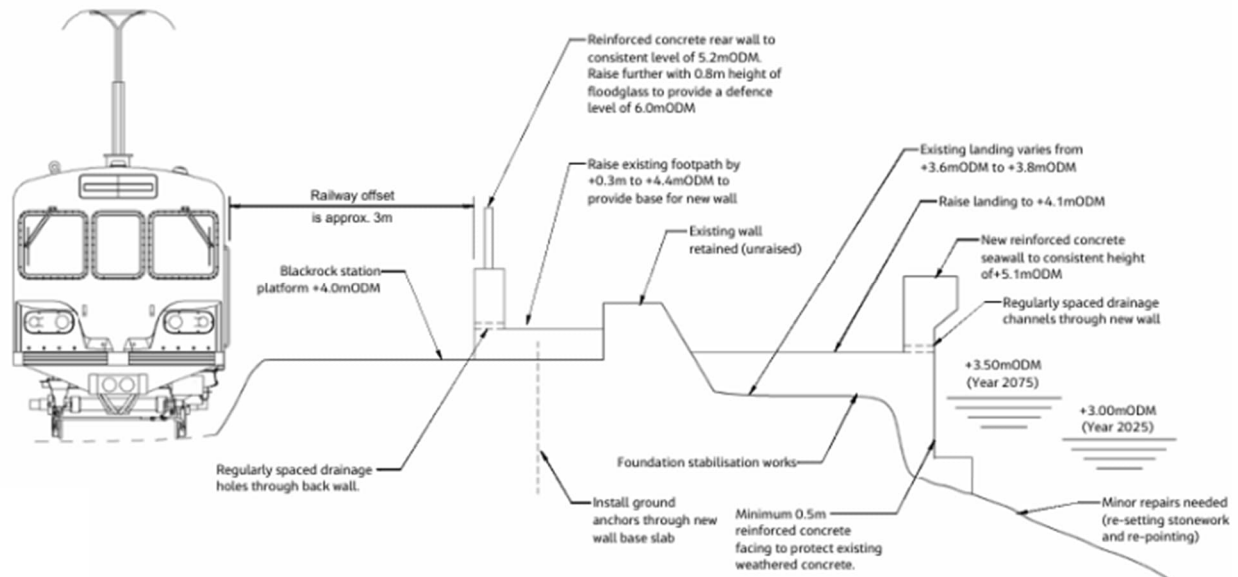 Reinforced concrete rear wall to
consistent level of 5.2mODM.
Raise further with 0.8m height of
floodglass to provide a defence
level of 6.0mODM
Raise existing footpath by
+0.3m to +4.4mODM to
provide base for new wall
Existing landing varies from
+3.6mODM to +3.8mODM
Raise landing to +4.1mODM
Railway offset
is approx. 3m
Existing wall
retained (unraised)
New reinforced concrete
seawall to consistent height
of+5.1mODM
Blackrock station
platform +4.0mODM
Regularly spaced drainage
channels through new wall
+3.50mODM
(Year 2075)
+3.00mODM
(Year 2025)
Regularly spaced drainage
holes through back wall.
Foundation stabilisation works
Install ground
anchors through new
wall base slab
Minimum 0.5m
reinforced concrete
facing to protect existing
weathered concrete.
Minor repairs needed
(re-setting stonework
and re-pointing)